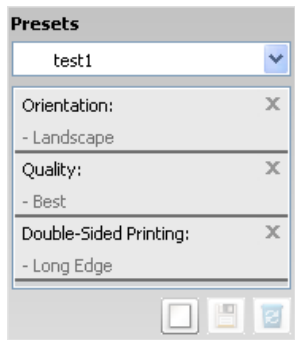 Presets
test1
Orientation:
- Landscape
Quality:
- Best
Double-Sided Printing:
- Long Edge